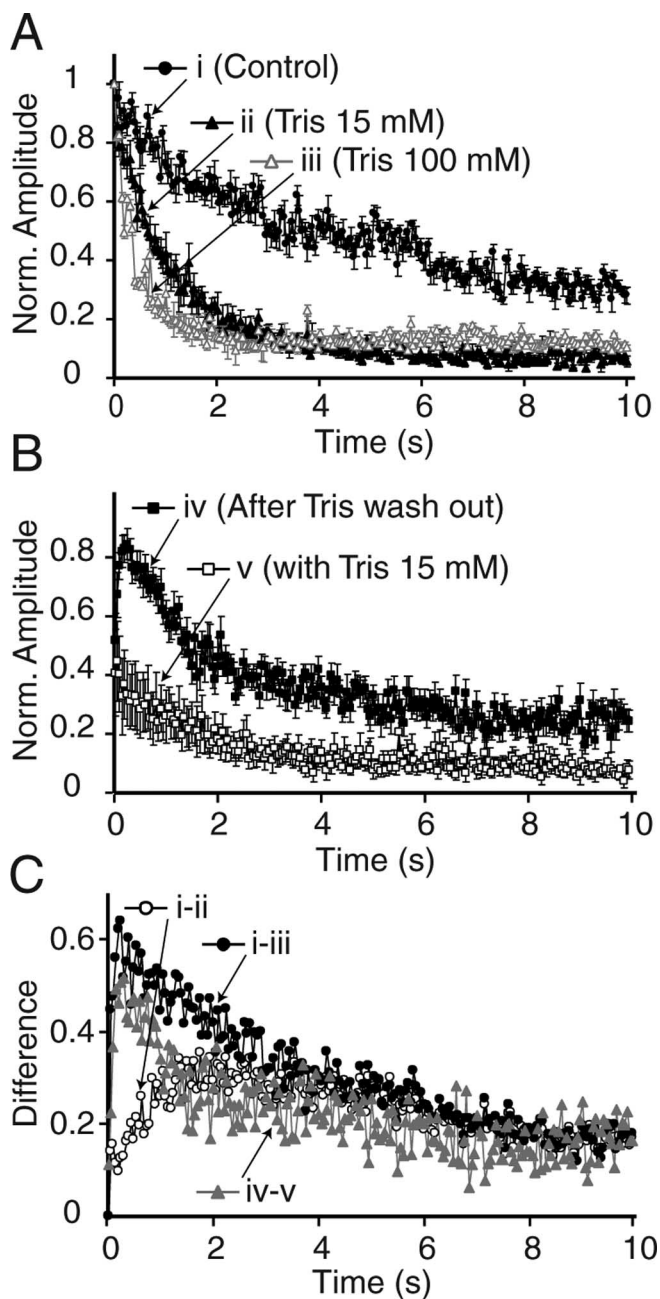 A
1
i (Control)
0.8
ii (Tris 15 mM)
iii (Tris 100 mM)
0.6
0.4
0.2
0
Norm. Amplitude
0 2 4 6 8 10
Time (s)
B
iv (After Tris wash out)
0.8
v (with Tris 15 mM)
0.6
0.4
0.2
0
Norm. Amplitude
0 2 4 6 8 10
Time (s)
C
i-ii
0.6
i-iii
0.4
0.2
iv-v
0
Difference
0 2 4 6 8 10
Time (s)